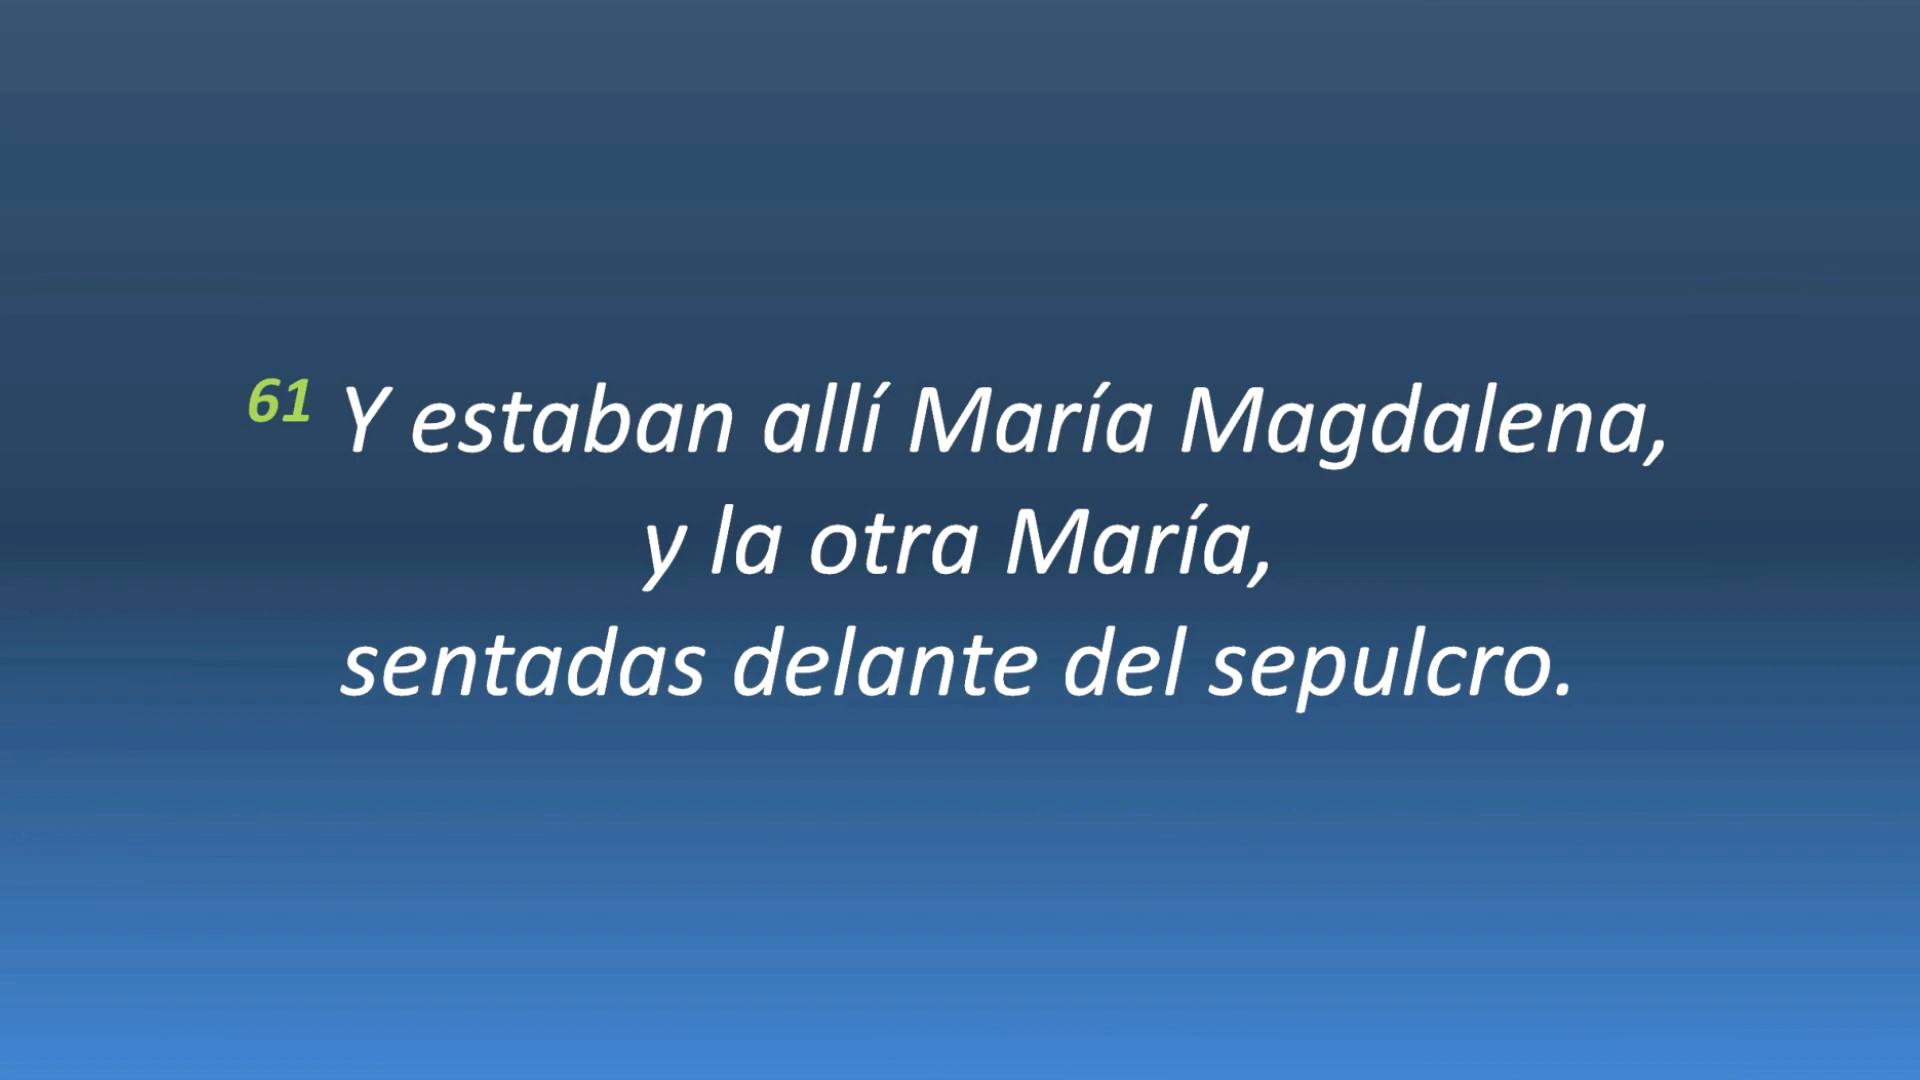 61 Y estaban allí María Magdalena,
y la otra María,
sentadas delante del sepulcro.